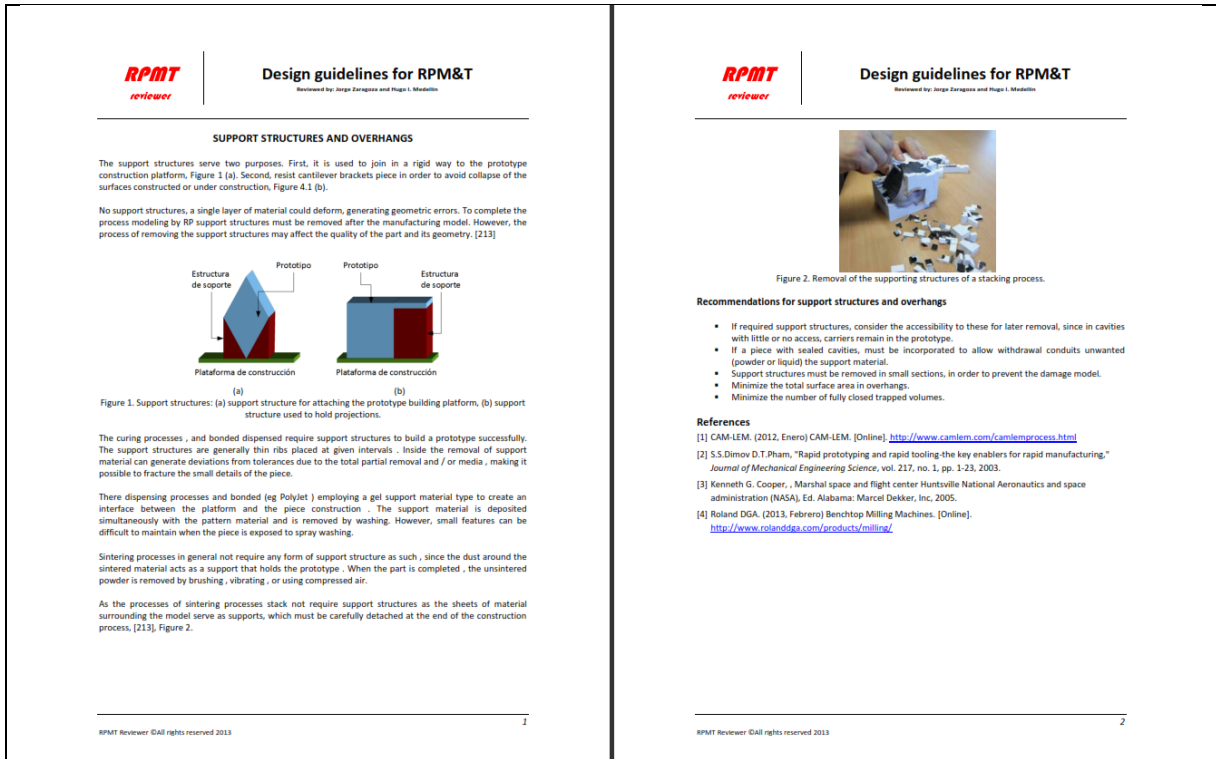 RPMT
reviewer
Design guidelines for RPM&T
Reviewed by: Jorge Zaragoza and Hugo I. Medellín
SUPPORT STRUCTURES AND OVERHANGS
The support structures serve two purposes. First, it is used to join in a rigid way to the prototype
construction platform, Figure 1 (a). Second, resist cantilever brackets piece in order to avoid collapse of the
surfaces constructed or under construction, Figure 4.1 (b).
No support structures, a single layer of material could deform, generating geometric errors. To complete the
process modeling by RP support structures must be removed after the manufacturing model. However, the
process of removing the support structures may affect the quality of the part and its geometry. [213]
Estructura
de soporte
Prototipo
Plataforma de construcción
(a)
Prototipo
Estructura
de soporte
Plataforma de construcción
(b)
Figure 1. Support structures: (a) support structure for attaching the prototype building platform, (b) support
structure used to hold projections.
The curing processes , and bonded dispensed require support structures to build a prototype successfully.
The support structures are generally thin ribs placed at given intervals . Inside the removal of support
material can generate deviations from tolerances due to the total partial removal and / or media , making it
possible to fracture the small details of the piece.
There dispensing processes and bonded (eg PolyJet ) employing a gel support material type to create an
interface between the platform and the piece construction . The support material is deposited
simultaneously with the pattern material and is removed by washing. However, small features can be
difficult to maintain when the piece is exposed to spray washing.
Sintering processes in general not require any form of support structure as such , since the dust around the
sintered material acts as a support that holds the prototype . When the part is completed , the unsintered
powder is removed by brushing , vibrating , or using compressed air.
As the processes of sintering processes stack not require support structures as the sheets of material
surrounding the model serve as supports, which must be carefully detached at the end of the construction
process, [213], Figure 2.
1
RPMT Reviewer ©All rights reserved 2013
RPMT
reviewer
Design guidelines for RPM&T
Reviewed by: Jorge Zaragoza and Hugo I. Medellín
Figure 2. Removal of the supporting structures of a stacking process.
Recommendations for support structures and overhangs
▪ If required support structures, consider the accessibility to these for later removal, since in cavities
with little or no access, carriers remain in the prototype.
▪ If a piece with sealed cavities, must be incorporated to allow withdrawal conduits unwanted
(powder or liquid) the support material.
▪ Support structures must be removed in small sections, in order to prevent the damage model.
▪ Minimize the total surface area in overhangs.
▪ Minimize the number of fully closed trapped volumes.
References
[1] CAM-LEM. (2012, Enero) CAM-LEM. [Online]. http://www.camlem.com/camlemprocess.html
[2] S.S.Dimov D.T.Pham, "Rapid prototyping and rapid tooling-the key enablers for rapid manufacturing,"
Journal of Mechanical Engineering Science, vol. 217, no. 1, pp. 1-23, 2003.
[3] Kenneth G. Cooper, , Marshal space and flight center Huntsville National Aeronautics and space
administration (NASA), Ed. Alabama: Marcel Dekker, Inc, 2005.
[4] Roland DGA. (2013, Febrero) Benchtop Milling Machines. [Online].
http://www.rolanddga.com/products/milling/
2
RPMT Reviewer ©All rights reserved 2013